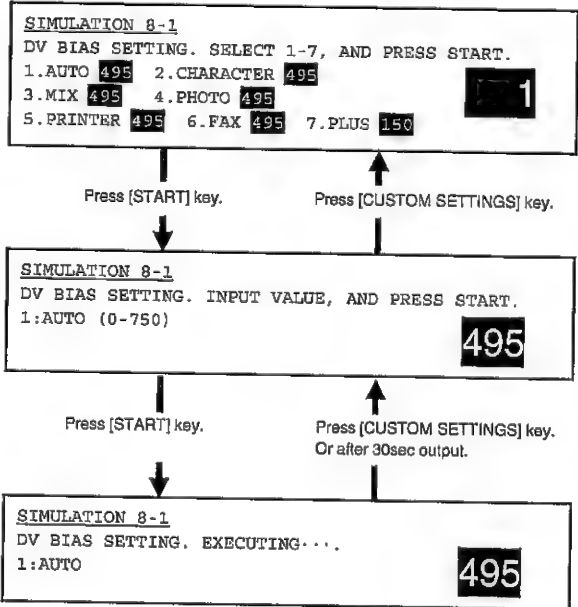 SIMULATION 8-1
DV BIAS SETTING. SELECT 1-7, AND PRESS START.
1.AUTO 495 2.CHARACTER 495
3.MIX 495 4.PHOTO 495
1
5.PRINTER 495 6.FAX 495 7.PLUS 150
Press [START] key. Press [CUSTOM SETTINGS] key.
SIMULATION 8-1
DV BIAS SETTING. INPUT VALUE, AND PRESS START.
1:AUTO (0-750)
495
Press [START] key. Press [CUSTOM SETTINGS] key.
Or after 30sec output.
SIMULATION 8-1
DV BIAS SETTING. EXECUTING···.
1:AUTO
495